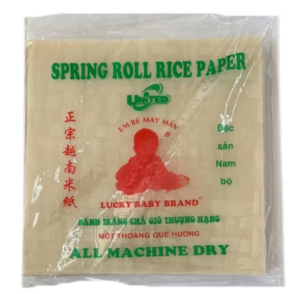 SPRING ROLL RICE PAPER
UNITED
EM BÉ MAY MẮN
正宗越南米紙
Đặc
sản
Nam
bộ
LUCKY BABY BRAND
BÁNH TRÁNG CHẢ GIÒ THƯỢNG HẠNG
MỘT THOÁNG QUÊ HƯƠNG
ALL MACHINE DRY